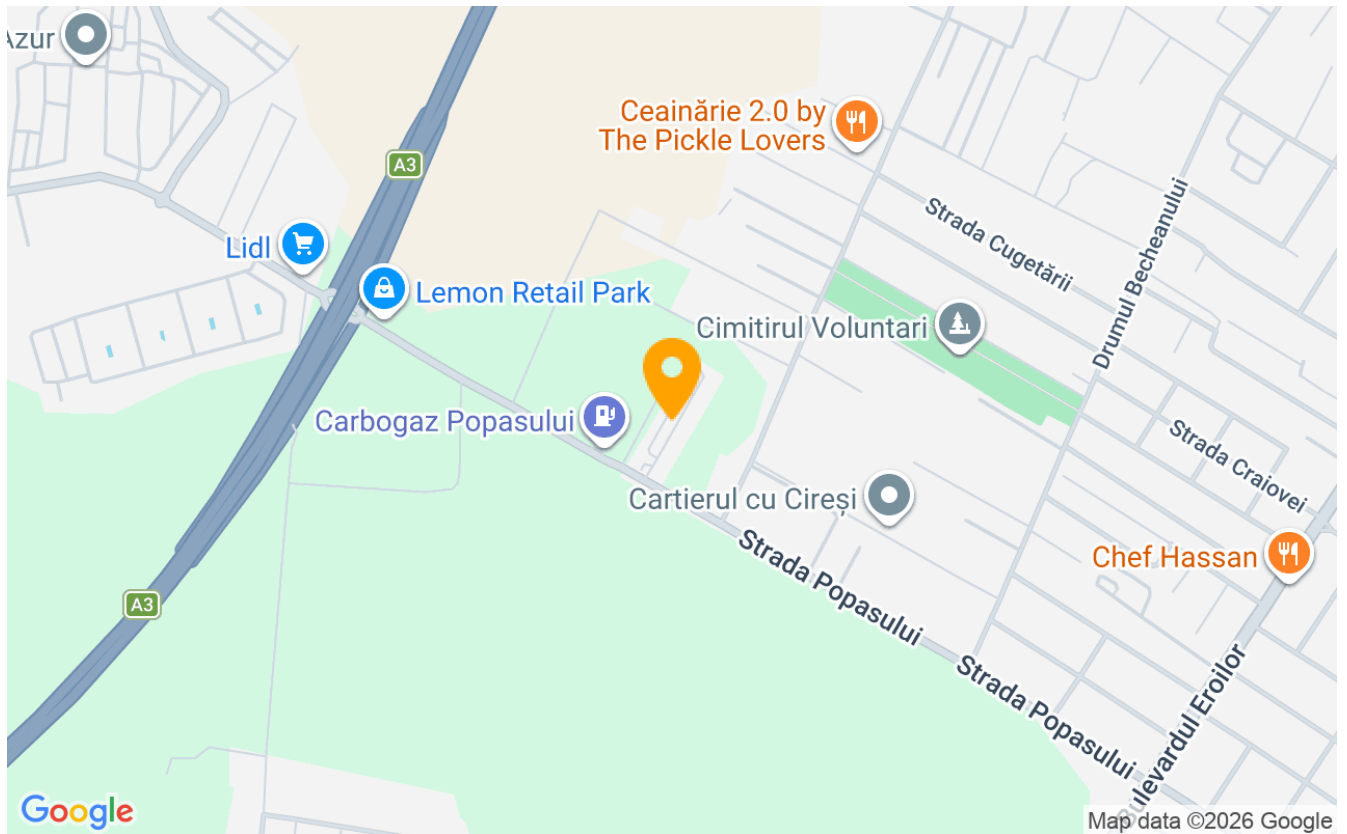 Azur
A3
Ceainărie 2.0 by
The Pickle Lovers
Strada Cugetării
Drumul Becheanului
Lidl
Lemon Retail Park
Cimitirul Voluntari
Carbogaz Popasului
Strada Craiovei
Cartierul cu Cireși
Strada Popasului
Chef Hassan
A3
Strada Popasului
Bulevardul Eroilor
Google
Map data ©2026 Google